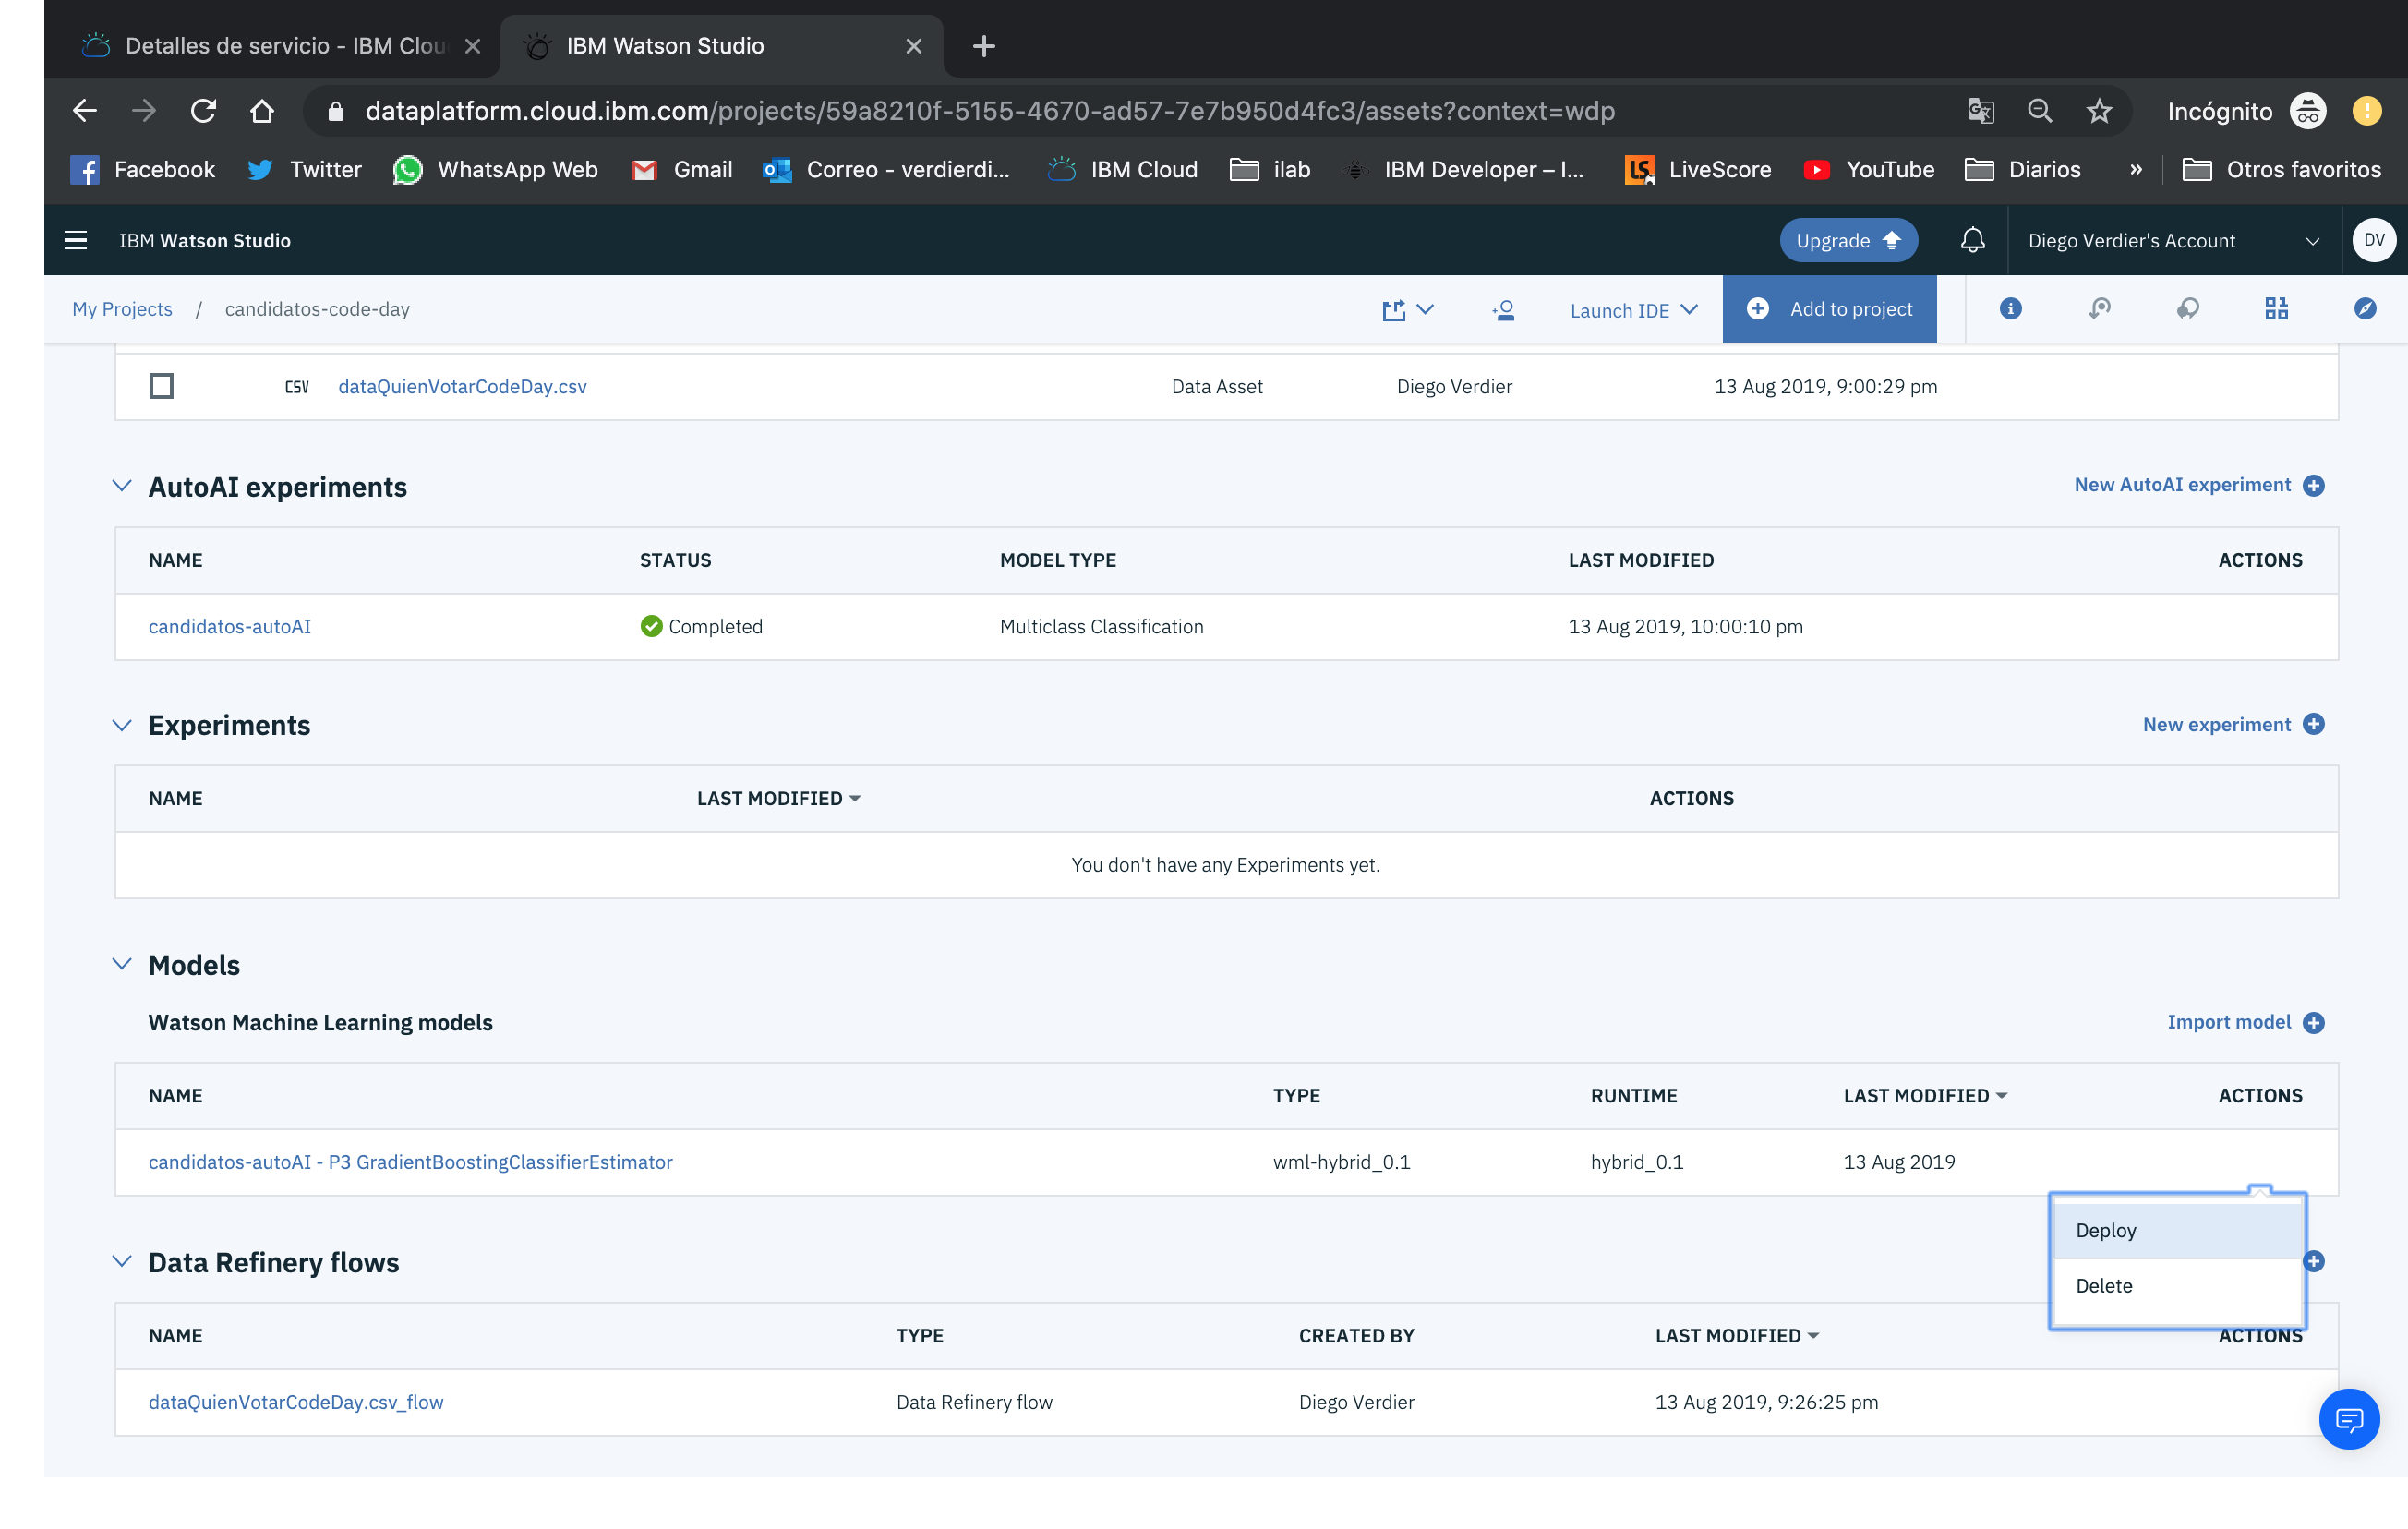 Detalles de servicio - IBM Clou
IBM Watson Studio
dataplatform.cloud.ibm.com/projects/59a8210f-5155-4670-ad57-7e7b950d4fc3/assets?context=wdp
Incógnito
Facebook
Twitter
WhatsApp Web
Gmail
Correo - verdierdi...
IBM Cloud
ilab
IBM Developer – I...
LS
LiveScore
YouTube
Diarios
»
Otros favoritos
IBM Watson Studio
Upgrade
Diego Verdier's Account
DV
My Projects / candidatos-code-day
Launch IDE
Add to project
CSV dataQuienVotarCodeDay.csv Data Asset Diego Verdier 13 Aug 2019, 9:00:29 pm
AutoAI experiments
New AutoAI experiment
NAME STATUS MODEL TYPE LAST MODIFIED ACTIONS
candidatos-autoAI Completed Multiclass Classification 13 Aug 2019, 10:00:10 pm
Experiments
New experiment
NAME LAST MODIFIED ACTIONS
You don't have any Experiments yet.
Models
Watson Machine Learning models
Import model
NAME TYPE RUNTIME LAST MODIFIED ACTIONS
candidatos-autoAI - P3 GradientBoostingClassifierEstimator wml-hybrid_0.1 hybrid_0.1 13 Aug 2019
Deploy
Delete
Data Refinery flows
NAME TYPE CREATED BY LAST MODIFIED ACTIONS
dataQuienVotarCodeDay.csv_flow Data Refinery flow Diego Verdier 13 Aug 2019, 9:26:25 pm